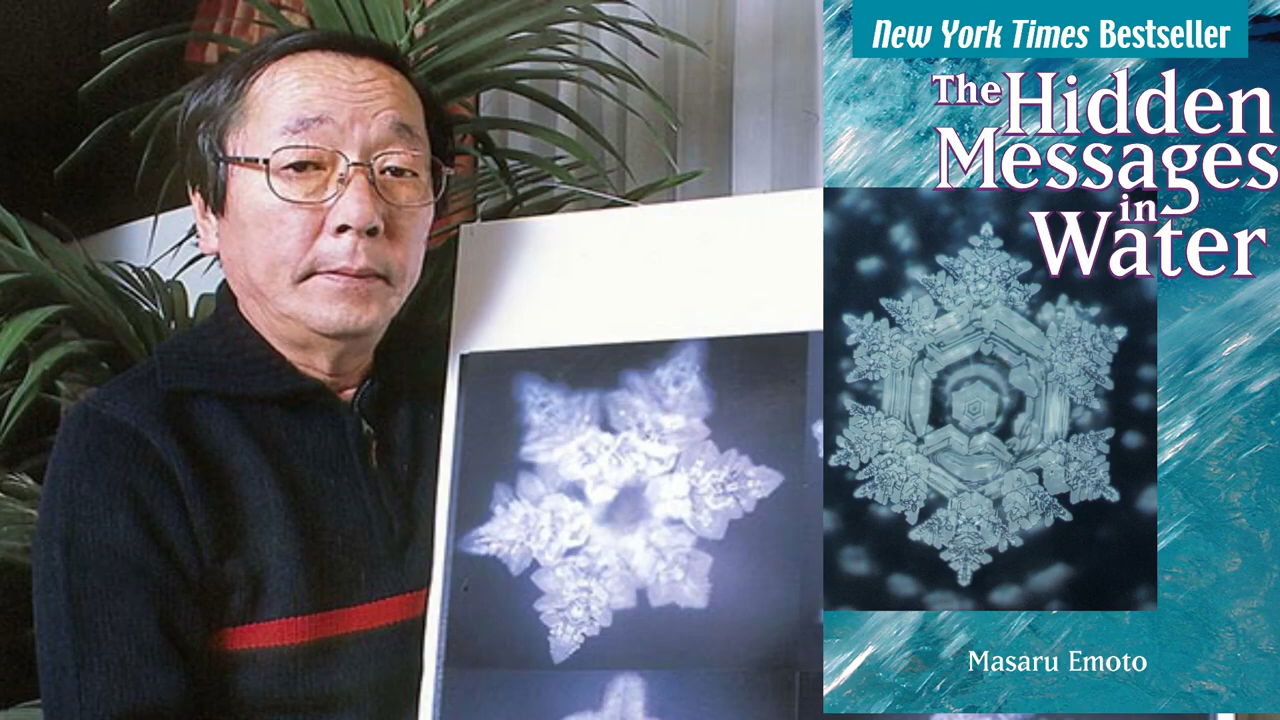 New York Times Bestseller
The Hidden
Messages
in
Water
Masaru Emoto